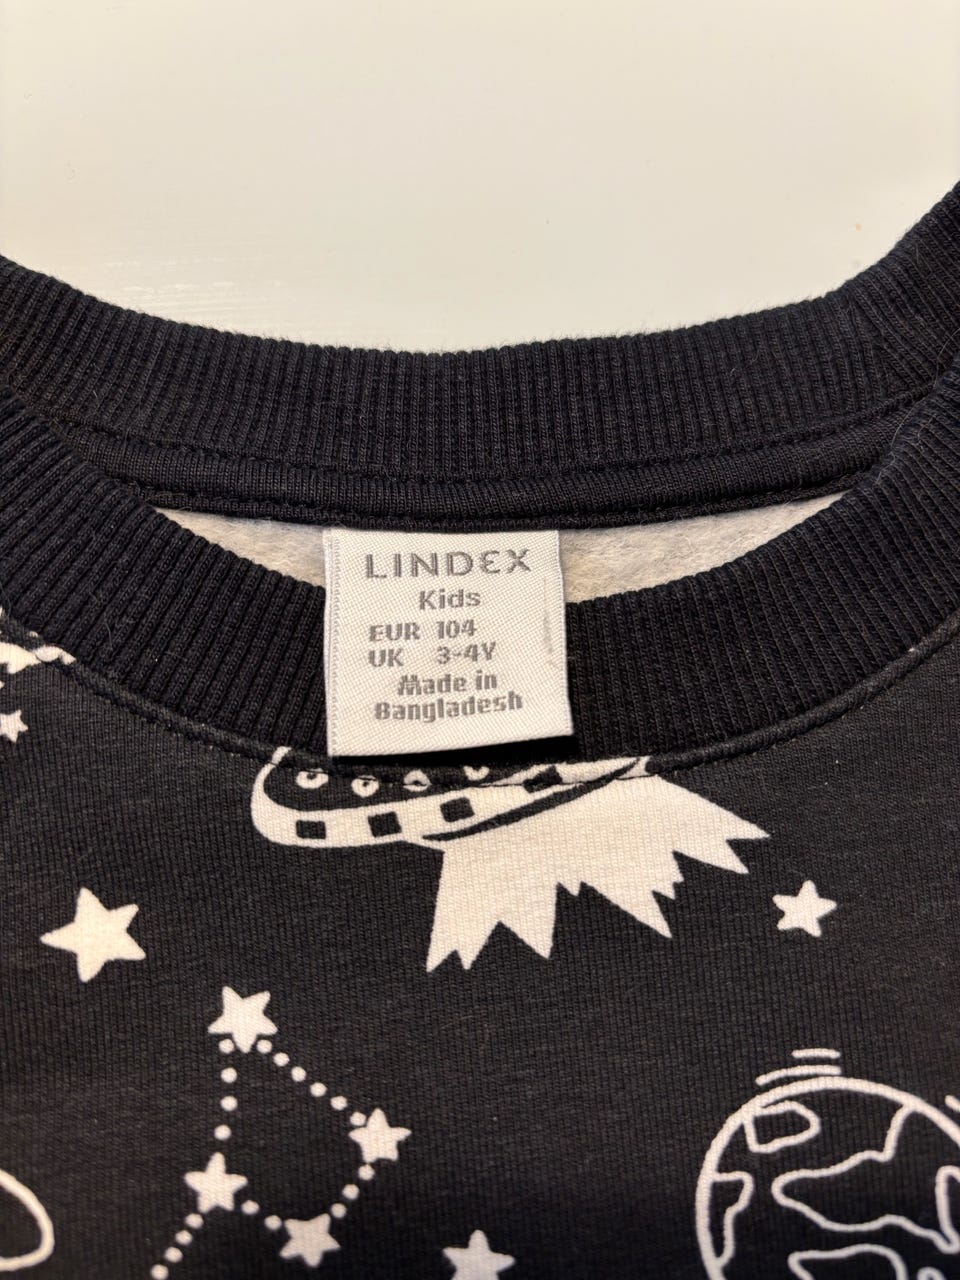 LINDEX
Kids
EUR 104
UK 3-4Y
Made in
Bangladesh